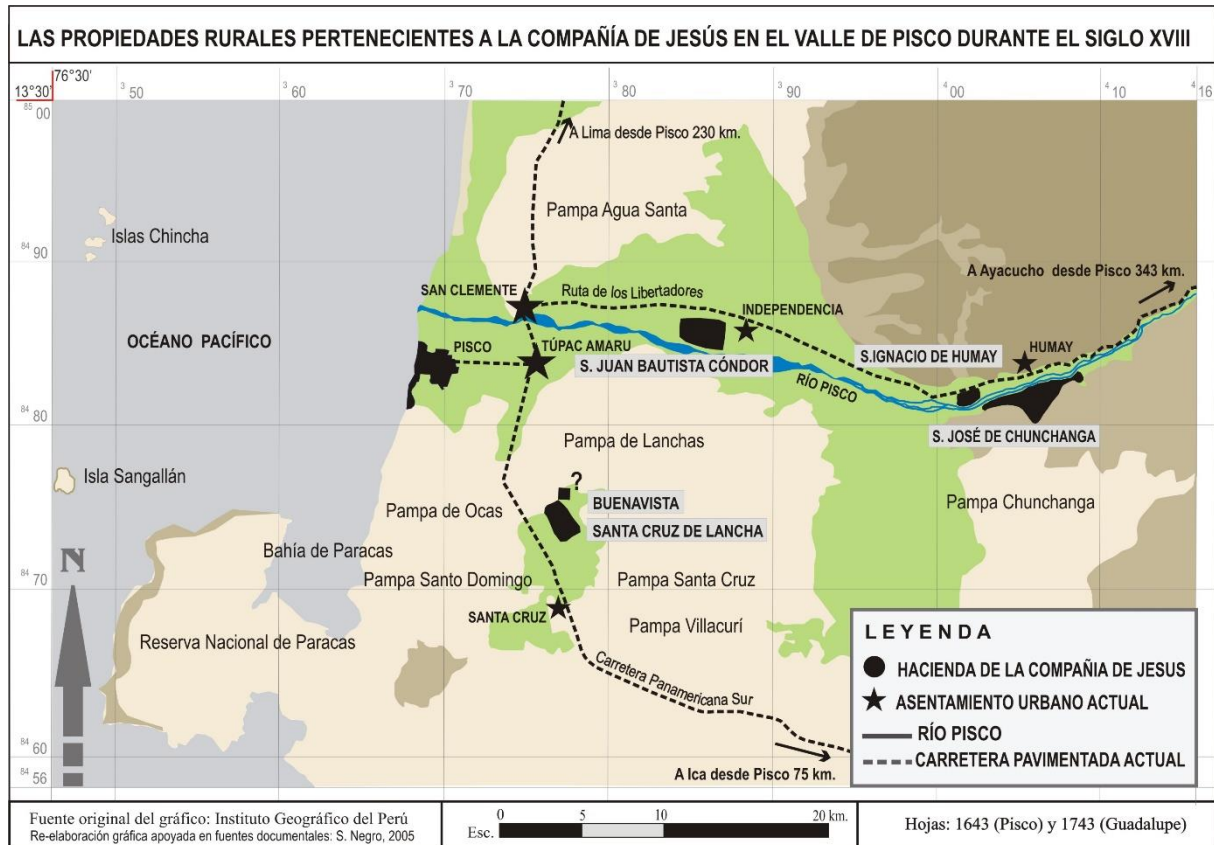 LAS PROPIEDADES RURALES PERTENECIENTES A LA COMPAÑÍA DE JESÚS EN EL VALLE DE PISCO DURANTE EL SIGLO XVIII
76°30'
13°30'
3 50
3 60
3 70
3 80
3 90
4 00
4 10
4 16
85 00
A Lima desde Pisco 230 km.
Pampa Agua Santa
Islas Chincha
84 90
A Ayacucho desde Pisco 343 km.
SAN CLEMENTE
Ruta de los Libertadores
INDEPENDENCIA
OCÉANO PACÍFICO
PISCO
TÚPAC AMARU
S. JUAN BAUTISTA CÓNDOR
S.IGNACIO DE HUMAY
HUMAY
RÍO PISCO
84 80
S. JOSÉ DE CHUNCHANGA
Pampa de Lanchas
Isla Sangallán
?
BUENAVISTA
Pampa Chunchanga
Pampa de Ocas
SANTA CRUZ DE LANCHA
Bahía de Paracas
N
84 70
Pampa Santo Domingo
Pampa Santa Cruz
SANTA CRUZ
Pampa Villacurí
Reserva Nacional de Paracas
Carretera Panamericana Sur
84 60
84 56
A Ica desde Pisco 75 km.
LEYENDA
HACIENDA DE LA COMPAÑIA DE JESUS
ASENTAMIENTO URBANO ACTUAL
RÍO PISCO
CARRETERA PAVIMENTADA ACTUAL
Fuente original del gráfico: Instituto Geográfico del Perú
Re-elaboración gráfica apoyada en fuentes documentales: S. Negro, 2005
Esc.
0 5 10 20 km.
Hojas: 1643 (Pisco) y 1743 (Guadalupe)